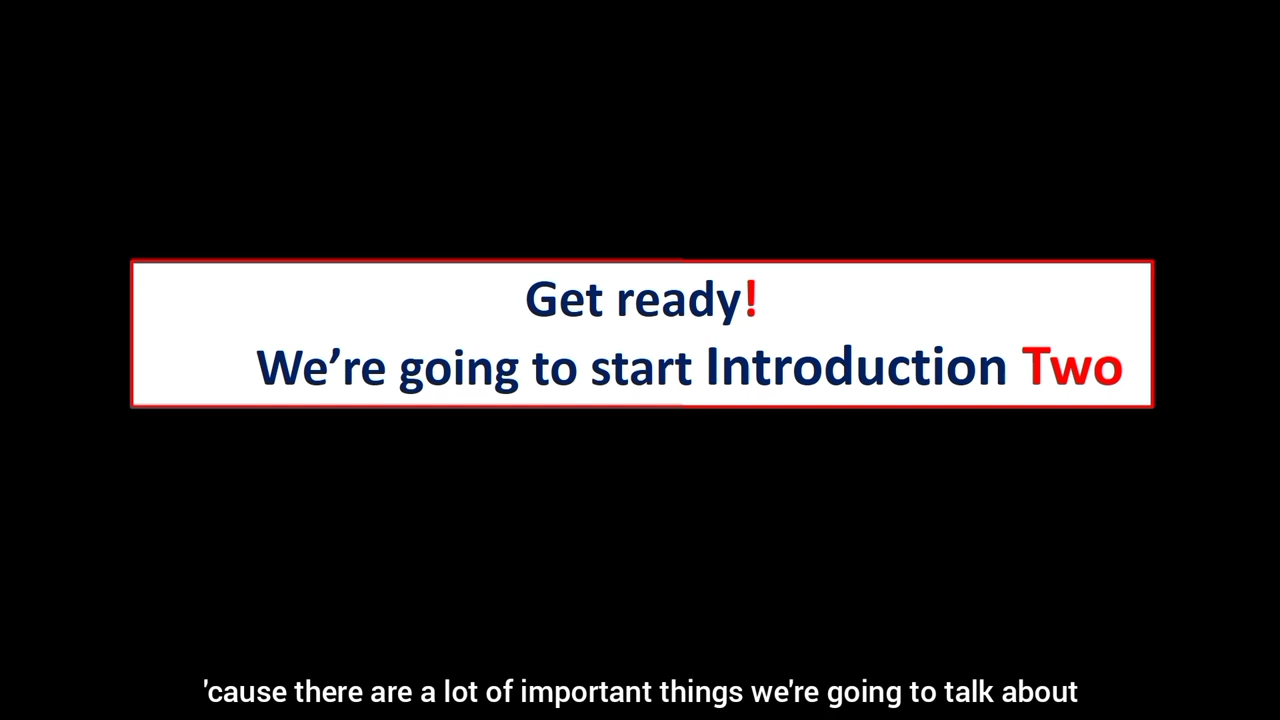 Get ready!
We’re going to start Introduction Two
'cause there are a lot of important things we're going to talk about